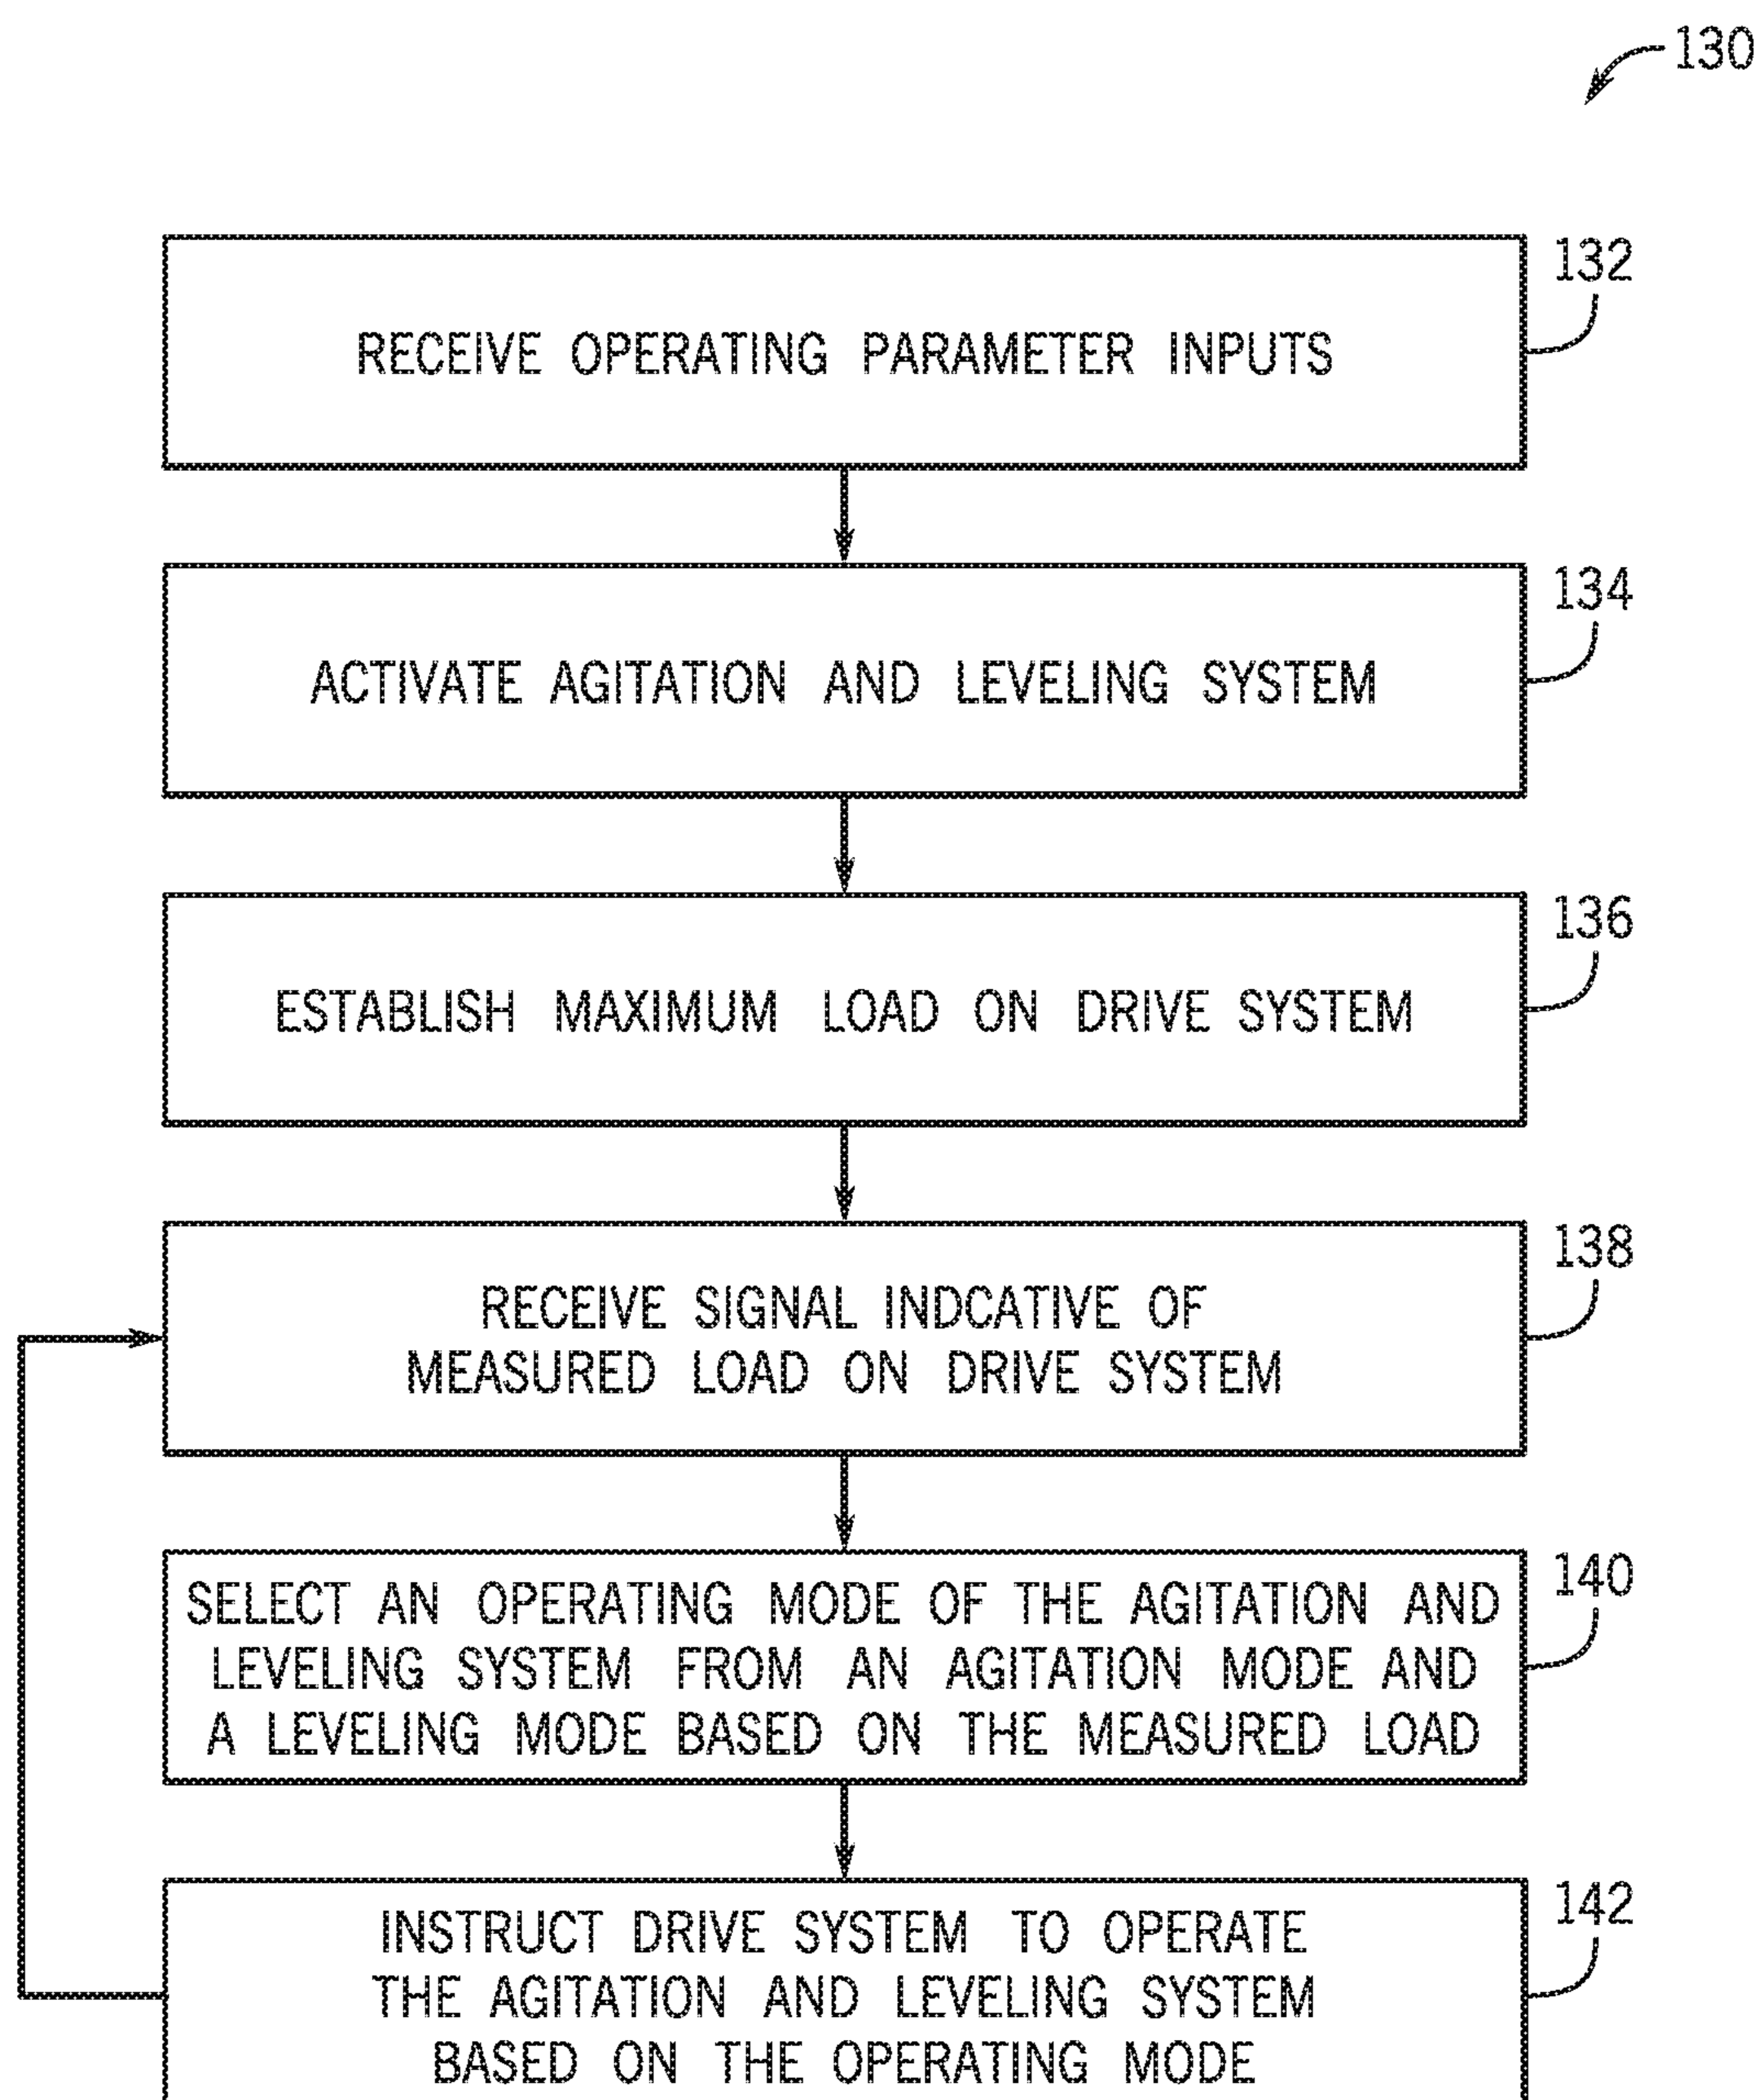 130
132
RECEIVE OPERATING PARAMETER INPUTS
134
ACTIVATE AGITATION AND LEVELING SYSTEM
136
ESTABLISH MAXIMUM LOAD ON DRIVE SYSTEM
138
RECEIVE SIGNAL INDCATIVE OF
MEASURED LOAD ON DRIVE SYSTEM
140
SELECT AN OPERATING MODE OF THE AGITATION AND
LEVELING SYSTEM FROM AN AGITATION MODE AND
A LEVELING MODE BASED ON THE MEASURED LOAD
142
INSTRUCT DRIVE SYSTEM TO OPERATE
THE AGITATION AND LEVELING SYSTEM
BASED ON THE OPERATING MODE